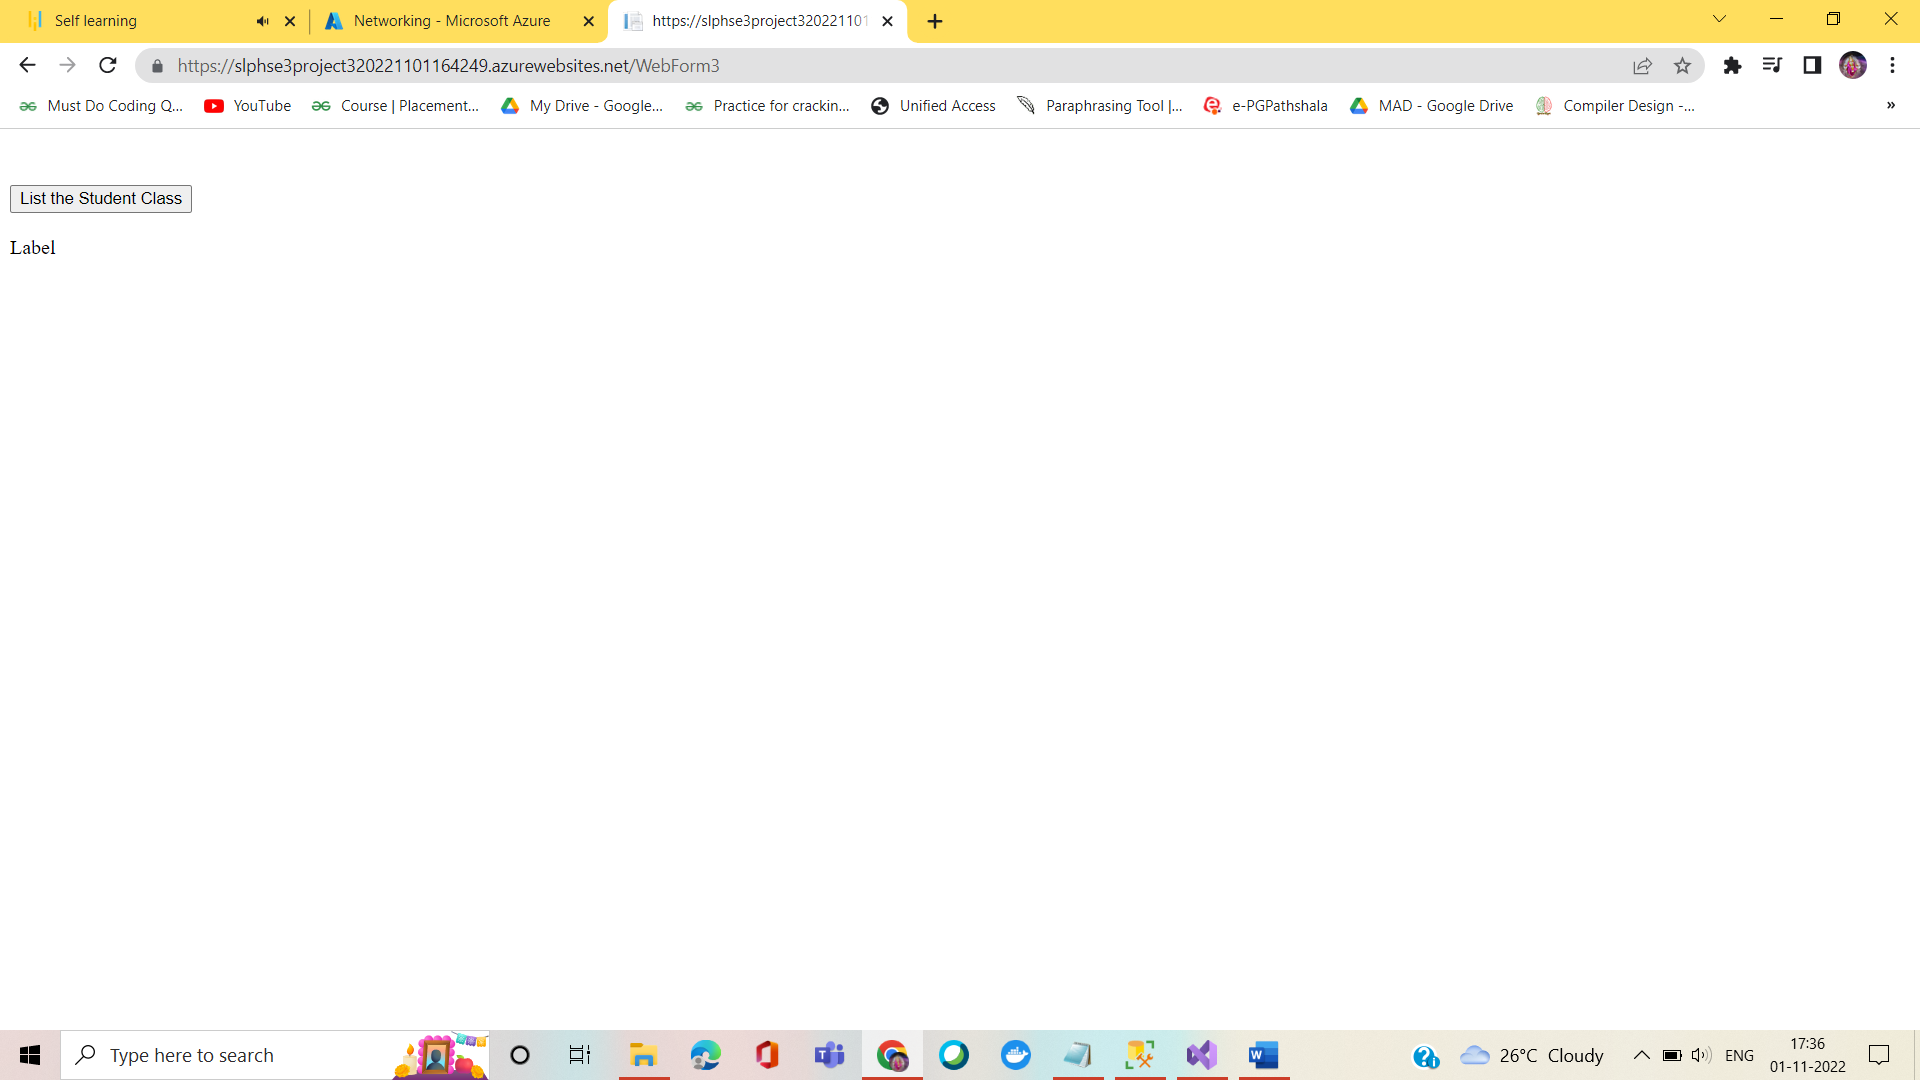 Self learning
Networking - Microsoft Azure
https://slphse3project320221101
https://slphse3project320221101164249.azurewebsites.net/WebForm3
Must Do Coding Q...
YouTube
Course | Placement...
My Drive - Google...
Practice for crackin...
Unified Access
Paraphrasing Tool |...
e-PGPathshala
MAD - Google Drive
Compiler Design -...
»
List the Student Class
Label
Type here to search
26°C Cloudy
ENG
17:36
01-11-2022